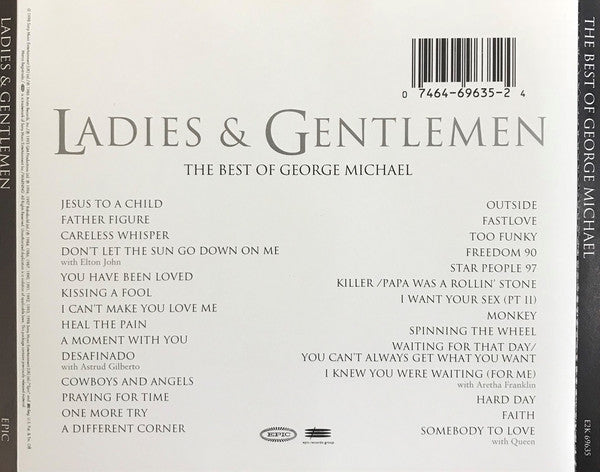 LADIES & GENTLEMEN
EPIC
0 7464-69635-2 4
LADIES & GENTLEMEN
THE BEST OF GEORGE MICHAEL
JESUS TO A CHILD
FATHER FIGURE
CARELESS WHISPER
DON'T LET THE SUN GO DOWN ON ME
with Elton John
YOU HAVE BEEN LOVED
KISSING A FOOL
I CAN'T MAKE YOU LOVE ME
HEAL THE PAIN
A MOMENT WITH YOU
DESAFINADO
with Astrud Gilberto
COWBOYS AND ANGELS
PRAYING FOR TIME
ONE MORE TRY
A DIFFERENT CORNER
OUTSIDE
FASTLOVE
TOO FUNKY
FREEDOM 90
STAR PEOPLE 97
KILLER /PAPA WAS A ROLLIN' STONE
I WANT YOUR SEX (PT II)
MONKEY
SPINNING THE WHEEL
WAITING FOR THAT DAY/
YOU CAN'T ALWAYS GET WHAT YOU WANT
I KNEW YOU WERE WAITING (FOR ME)
with Aretha Franklin
HARD DAY
FAITH
SOMEBODY TO LOVE
with Queen
EPIC
epic records group
THE BEST OF GEORGE MICHAEL
E2K 69635